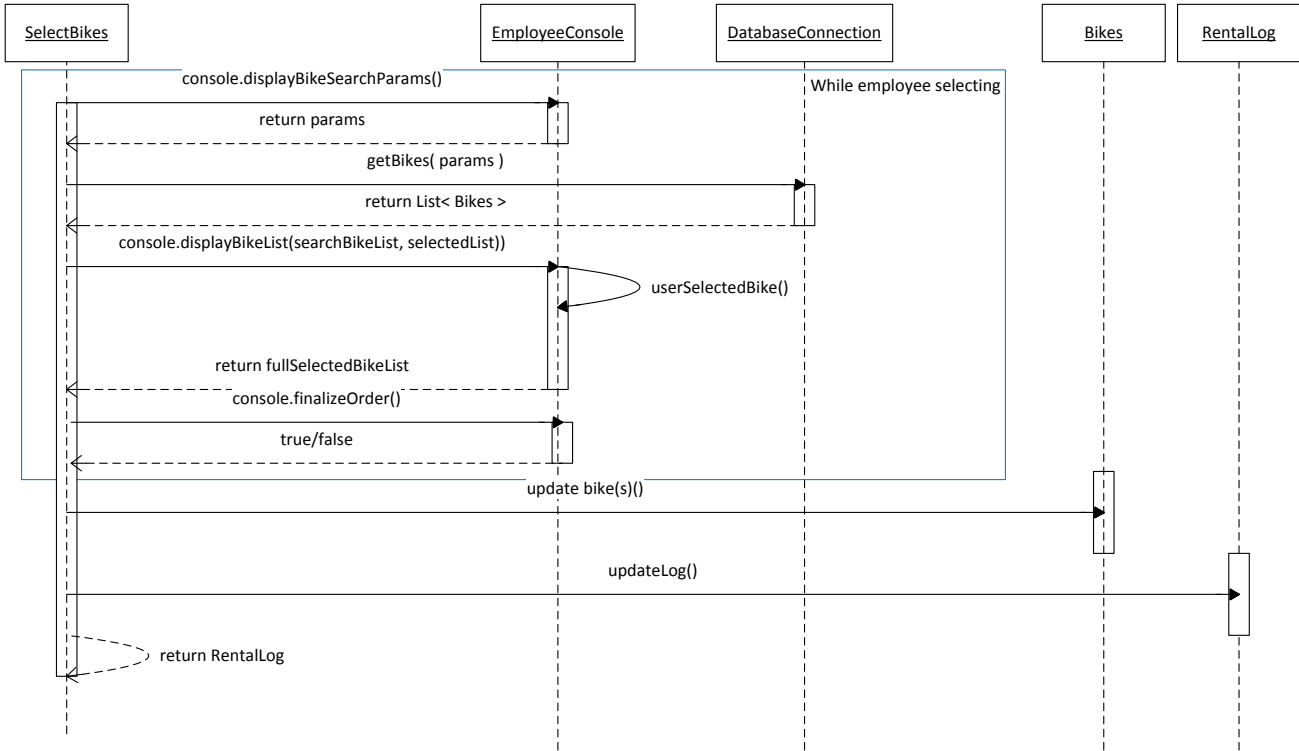 SelectBikes
EmployeeConsole
DatabaseConnection
Bikes
RentalLog
console.displayBikeSearchParams()
While employee selecting
return params
getBikes( params )
return List< Bikes >
console.displayBikeList(searchBikeList, selectedList))
userSelectedBike()
return fullSelectedBikeList
console.finalizeOrder()
true/false
update bike(s)()
updateLog()
return RentalLog